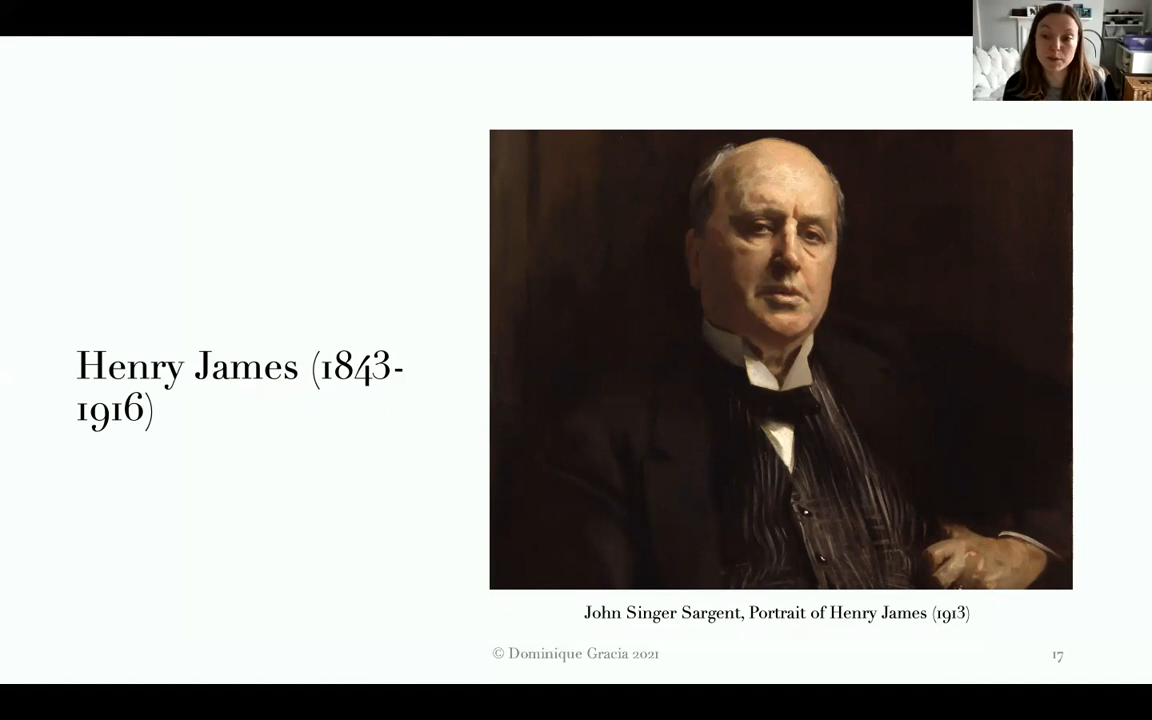 Henry James (1843-
1916)
John Singer Sargent, Portrait of Henry James (1913)
© Dominique Gracia 2021
17